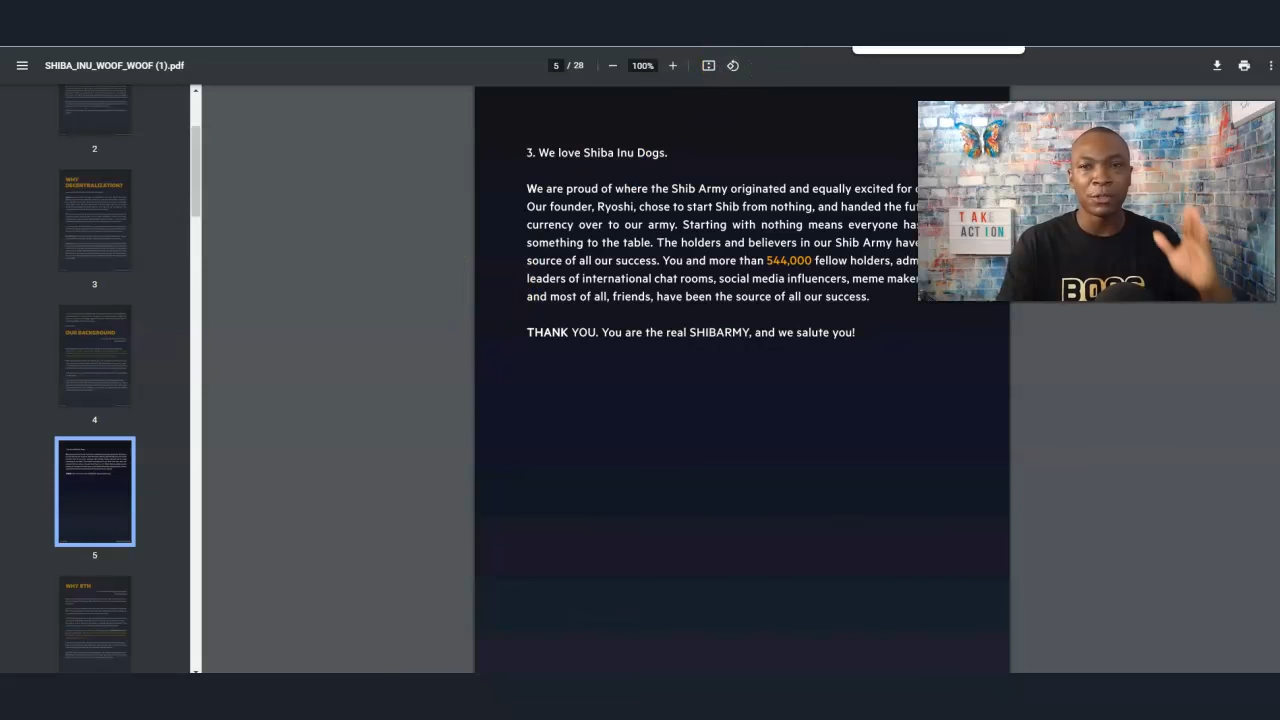 SHIBA_INU_WOOF_WOOF (1).pdf
5 / 28
100%
2
WHY
DECENTRALIZATION?
3
OUR BACKGROUND
4
5
WHY ETH
3. We love Shiba Inu Dogs.
We are proud of where the Shib Army originated and equally excited for
Our founder, Ryoshi, chose to start Shib from nothing, and handed the fu
currency over to our army. Starting with nothing means everyone ha
something to the table. The holders and believers in our Shib Army have
source of all our success. You and more than 544,000 fellow holders, adm
leaders of international chat rooms, social media influencers, meme make
and most of all, friends, have been the source of all our success.
THANK YOU. You are the real SHIBARMY, and we salute you!
TAK
ACTION
BOSS